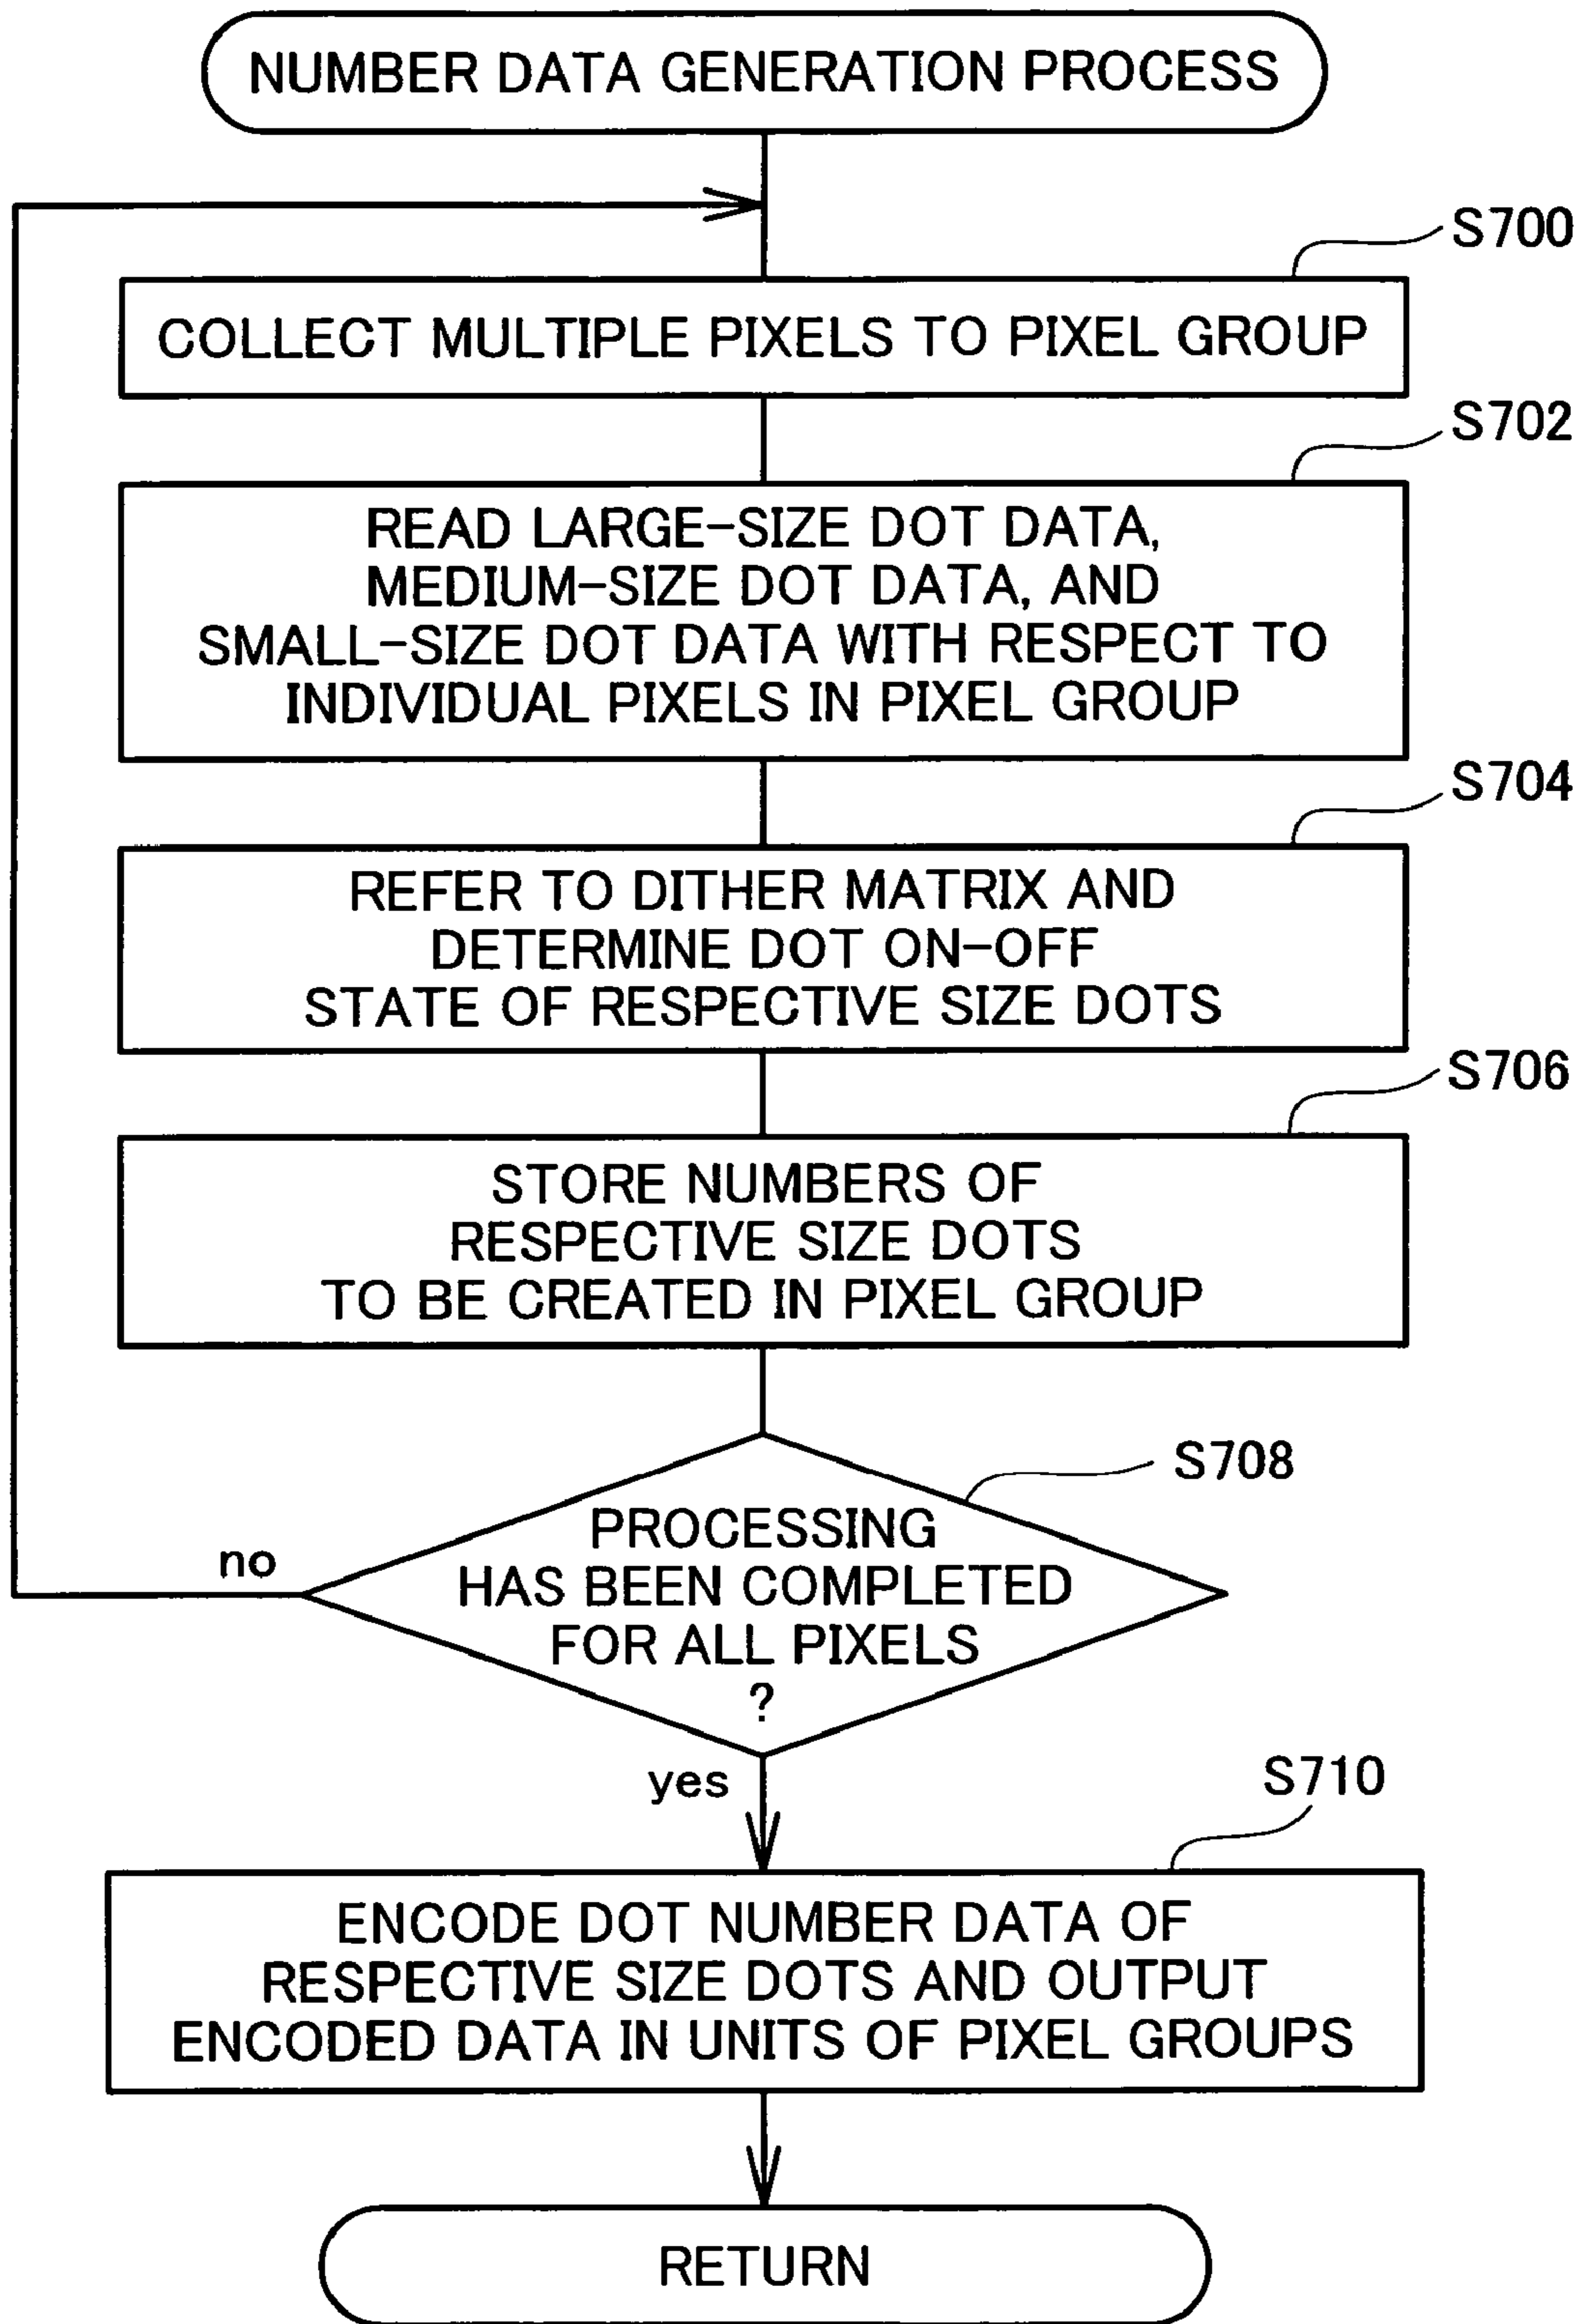 NUMBER DATA GENERATION PROCESS
S700
COLLECT MULTIPLE PIXELS TO PIXEL GROUP
S702
READ LARGE-SIZE DOT DATA,
MEDIUM-SIZE DOT DATA, AND
SMALL-SIZE DOT DATA WITH RESPECT TO
INDIVIDUAL PIXELS IN PIXEL GROUP
S704
REFER TO DITHER MATRIX AND
DETERMINE DOT ON-OFF
STATE OF RESPECTIVE SIZE DOTS
S706
STORE NUMBERS OF
RESPECTIVE SIZE DOTS
TO BE CREATED IN PIXEL GROUP
S708
PROCESSING
HAS BEEN COMPLETED
FOR ALL PIXELS
?
no
yes
S710
ENCODE DOT NUMBER DATA OF
RESPECTIVE SIZE DOTS AND OUTPUT
ENCODED DATA IN UNITS OF PIXEL GROUPS
RETURN